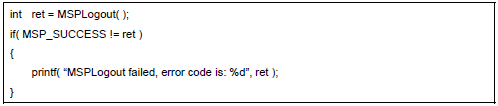 int ret = MSPLogout( );
if( MSP_SUCCESS != ret )
{
printf( “MSPLogout failed, error code is: %d”, ret );
}